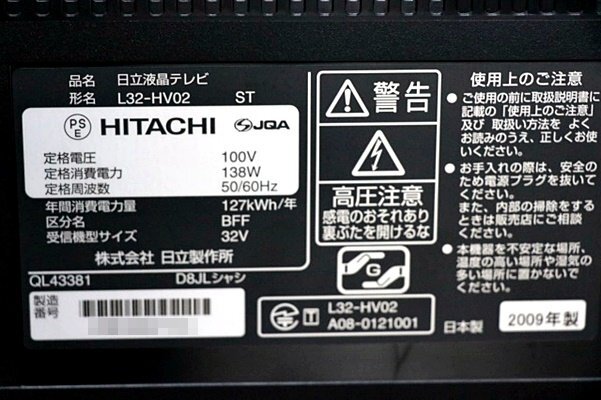 品名 日立液晶テレビ
形名 L32-HV02 ST
PS
E
HITACHI JQA
定格電圧 100V
定格消費電力 138W
定格周波数 50/60Hz
年間消費電力量 127kWh/年
区分名 BFF
受信機型サイズ 32V
株式会社 日立製作所
QL43381 D8JLシャシ
製造
番号
警告
高圧注意
感電のおそれあり
裏ぶたを開けるな
G
T
L32-HV02
A08-0121001
使用上のご注意
● ご使用の前に取扱説明書に
記載の「使用上のご注意」
及び 取扱い方法を よく
お読みのうえ、正しくお使
いください。
● お手入れの際は、安全の
ため電源プラグを抜いて
ください。
また、内部の掃除をする
ときは販売店にご相談
ください。
● 本機器を不安定な場所、
温度の高い場所や湿気の
多い場所に置かないで
ください。
日本製
2009年製